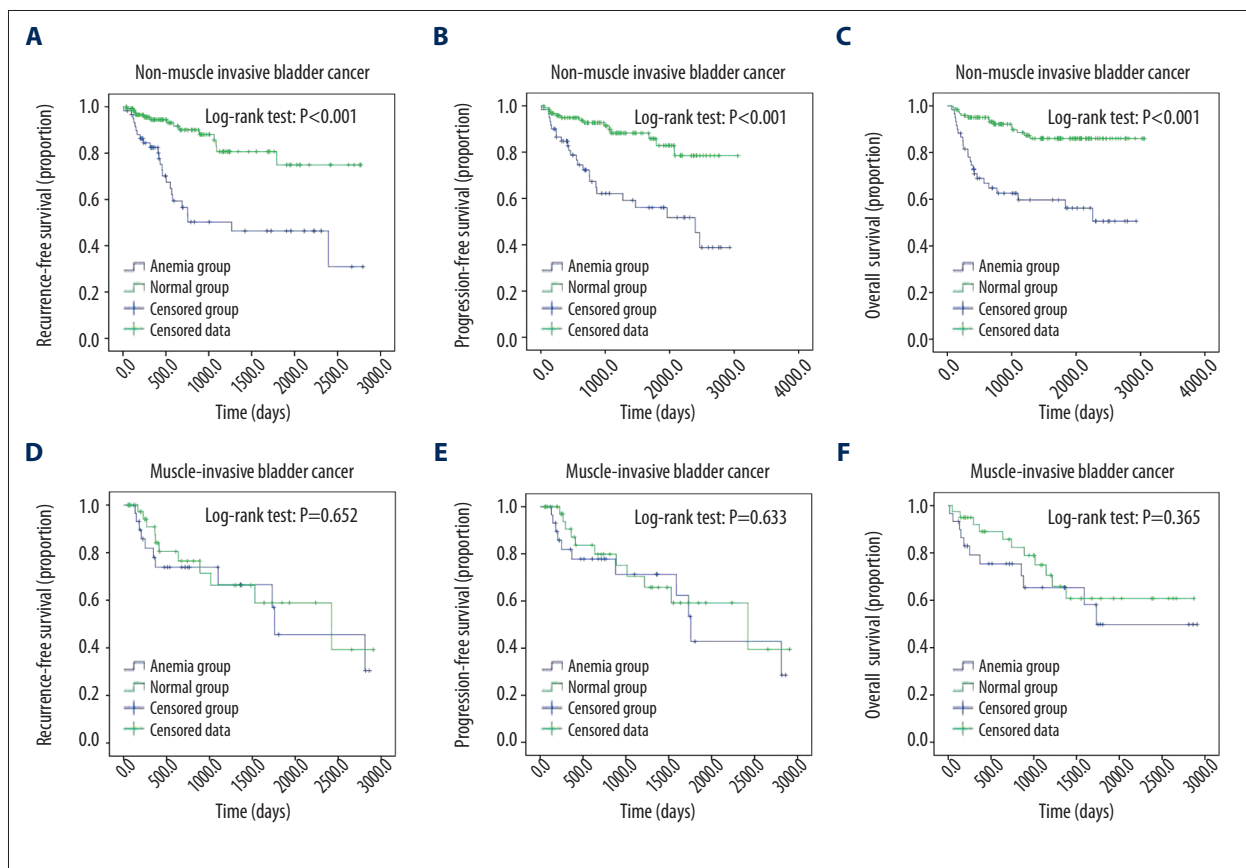 A
Non-muscle invasive bladder cancer
Log-rank test: P<0.001
Recurrence-free survival (proportion)
1.0
0.8
0.6
0.4
0.2
0.0
Anemia group
Normal group
Censored group
Censored data
0.0
500.0
1000.0
1500.0
2000.0
2500.0
3000.0
Time (days)
B
Non-muscle invasive bladder cancer
Log-rank test: P<0.001
Progression-free survival (proportion)
1.0
0.8
0.6
0.4
0.2
0.0
Anemia group
Normal group
Censored group
Censored data
0.0
1000.0
2000.0
3000.0
4000.0
Time (days)
C
Non-muscle invasive bladder cancer
Log-rank test: P<0.001
Overall survival (proportion)
1.0
0.8
0.6
0.4
0.2
0.0
Anemia group
Normal group
Censored group
Censored data
0.0
1000.0
2000.0
3000.0
4000.0
Time (days)
D
Muscle-invasive bladder cancer
Log-rank test: P=0.652
Recurrence-free survival (proportion)
1.0
0.8
0.6
0.4
0.2
0.0
Anemia group
Normal group
Censored group
Censored data
0.0
500.0
1000.0
1500.0
2000.0
2500.0
3000.0
Time (days)
E
Muscle-invasive bladder cancer
Log-rank test: P=0.633
Progression-free survival (proportion)
1.0
0.8
0.6
0.4
0.2
0.0
Anemia group
Normal group
Censored group
Censored data
0.0
500.0
1000.0
1500.0
2000.0
2500.0
3000.0
Time (days)
F
Muscle-invasive bladder cancer
Log-rank test: P=0.365
Overall survival (proportion)
1.0
0.8
0.6
0.4
0.2
0.0
Anemia group
Normal group
Censored group
Censored data
0.0
500.0
1000.0
1500.0
2000.0
2500.0
3000.0
Time (days)